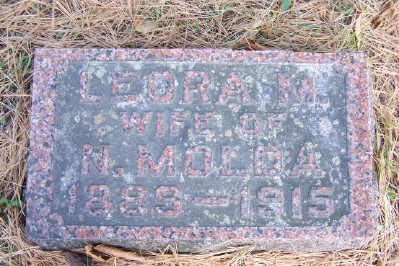 LEORA M.
WIFE OF
N. MOLDA
1889–1915